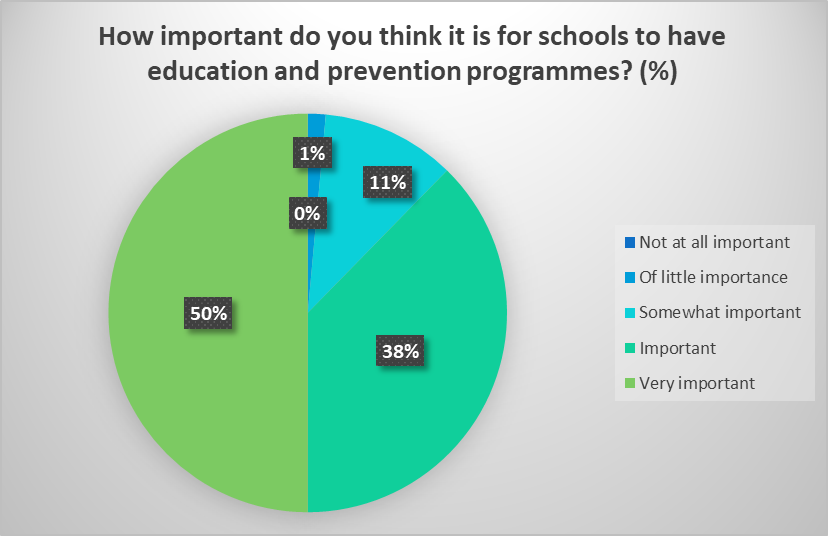 How important do you think it is for schools to have
education and prevention programmes? (%)
1%
11%
0%
50%
38%
Not at all important
Of little importance
Somewhat important
Important
Very important